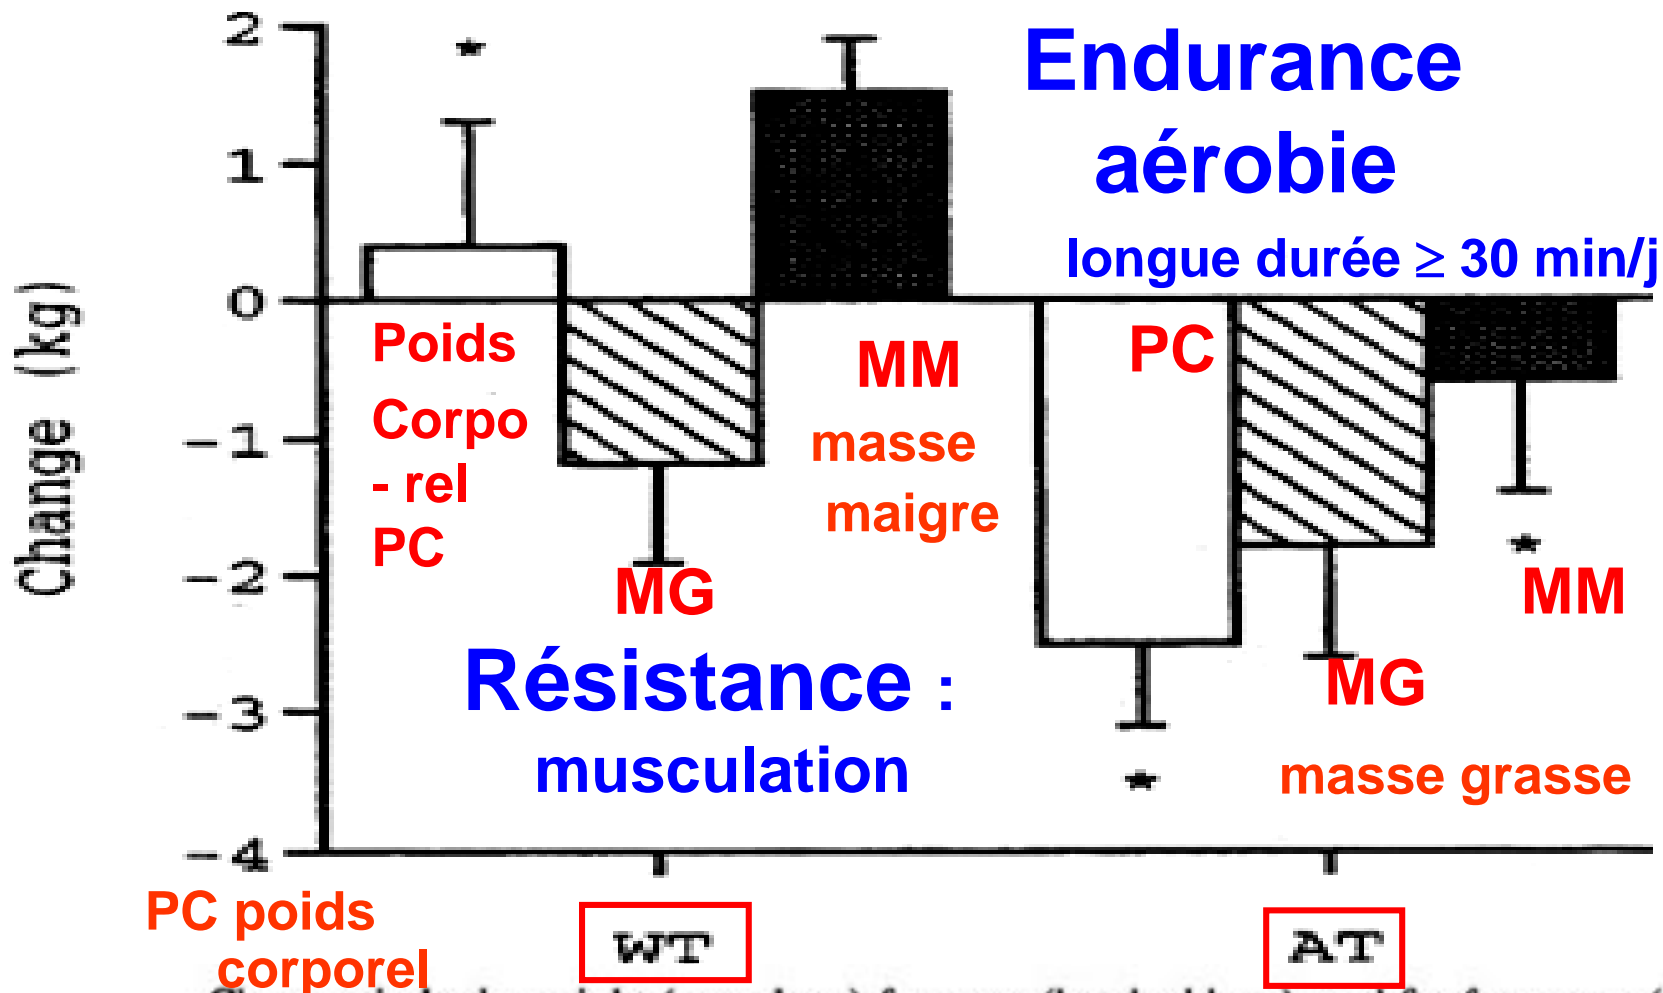 2
1
0
-1
-2
-3
-4
Change (kg)
*
Endurance
aérobie
longue durée ≥ 30 min/j
Poids
Corpo
- rel
PC
MG
MM
masse
maigre
PC
*
MM
MG
masse grasse
*
Résistance :
musculation
PC poids
corporel
WT
AT